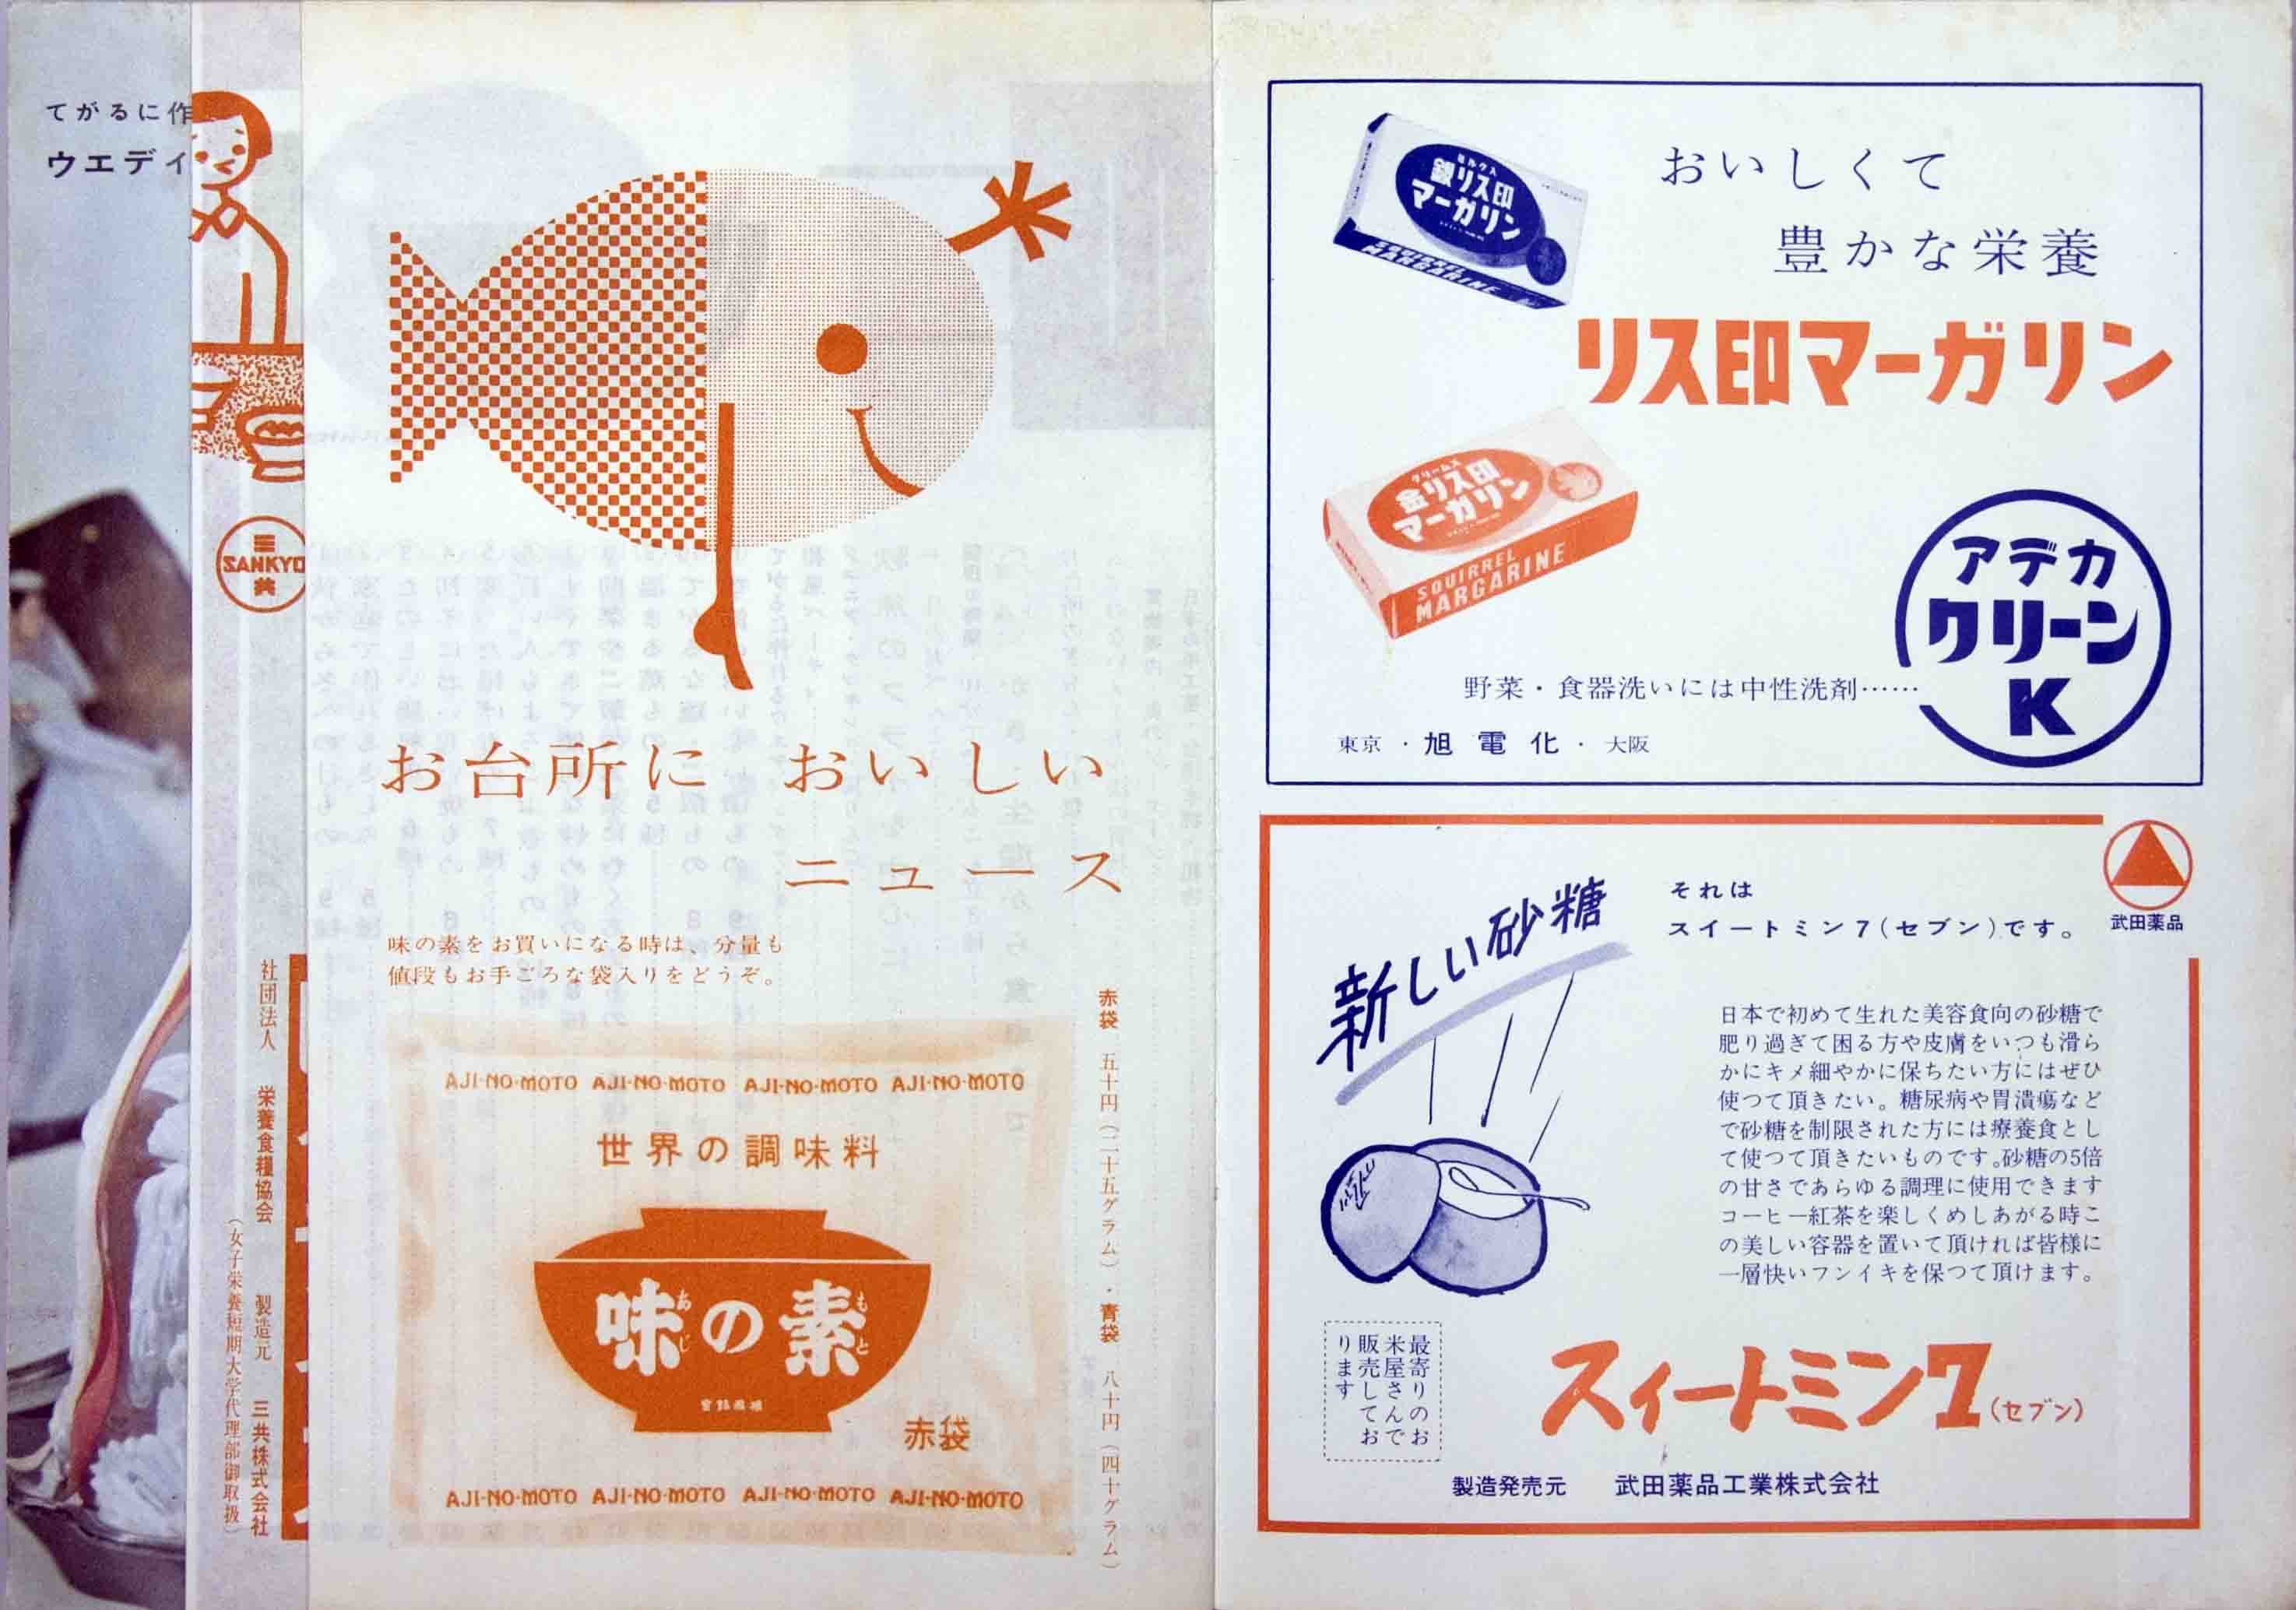 てがるに作
ウエディ
三
SANKYO
共
社団法人 栄養食糧協会
(女子栄養短期大学代理部御取扱)
製造元 三共株式会社
お台所に おいしい
ニュース
味の素をお買いになる時は、分量も
値段もお手ごろな袋入りをどうぞ。
赤袋 五十円(二十五グラム)・青袋 八十円(四十グラム)
AJI-NO-MOTO AJI-NO-MOTO AJI-NO-MOTO AJI-NO-MOTO
世界の調味料
味の素
あじ もと
赤袋
AJI-NO-MOTO AJI-NO-MOTO AJI-NO-MOTO AJI-NO-MOTO
おいしくて
豊かな栄養
リス印マーガリン
銀リス印
マーガリン
SQUIRREL
MARGARINE
金リス印
マーガリン
SQUIRREL
MARGARINE
アデカ
クリーン
K
野菜・食器洗いには中性洗剤……
東京・旭電化・大阪
武田薬品
新しい砂糖
それは
スイートミン7(セブン)です。
日本で初めて生れた美容食向の砂糖で
肥り過ぎて困る方や皮膚をいつも滑ら
かにキメ細やかに保ちたい方にはぜひ
使つて頂きたい。糖尿病や胃潰瘍など
で砂糖を制限された方には療養食とし
て使つて頂きたいものです。砂糖の5倍
の甘さであらゆる調理に使用できます
コーヒー紅茶を楽しくめしあがる時こ
の美しい容器を置いて頂ければ皆様に
一層快いフンイキを保つて頂けます。
最寄りのお
米屋さんで
販売してお
ります
スイートミン7(セブン)
製造発売元 武田薬品工業株式会社